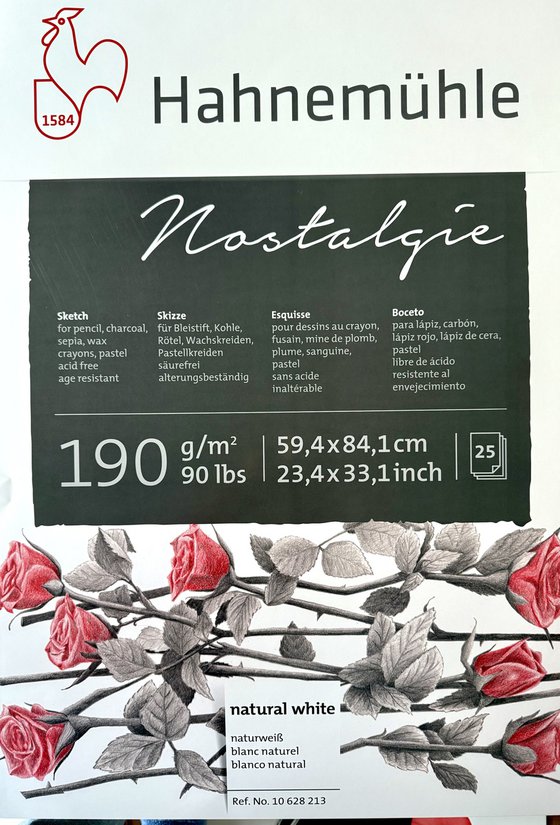 1584
Hahnemühle
Nostalgie
Sketch
for pencil, charcoal,
sepia, wax
crayons, pastel
acid free
age resistant
Skizze
für Bleistift, Kohle,
Rötel, Wachskreiden,
Pastellkreiden
säurefrei
alterungsbeständig
Esquisse
pour dessins au crayon,
fusain, mine de plomb,
plume, sanguine,
pastel
sans acide
inaltérable
Boceto
para lápiz, carbón,
lápiz rojo, lápiz de cera,
pastel
libre de ácido
resistente al
envejecimiento
190 g/m²
90 lbs
59,4x84,1cm
23,4x33,1inch
25
natural white
naturweiß
blanc naturel
blanco natural
Ref. No. 10 628 213